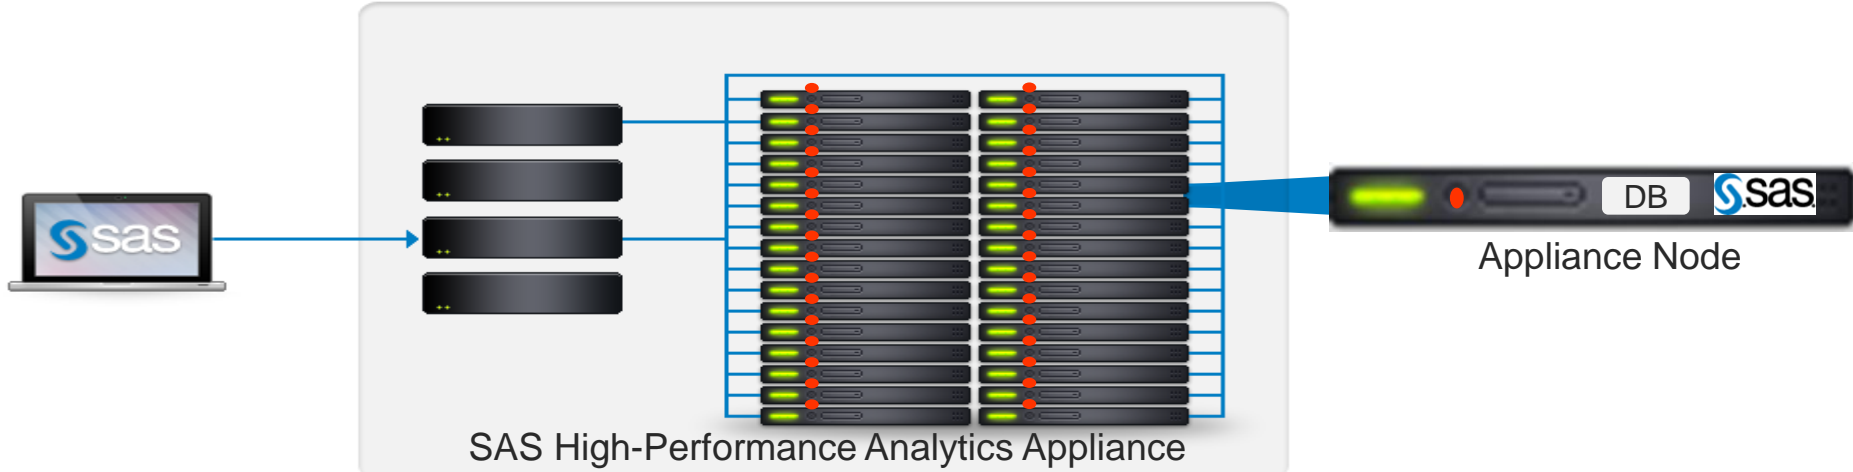 sas
DB
sas
Appliance Node
SAS High-Performance Analytics Appliance